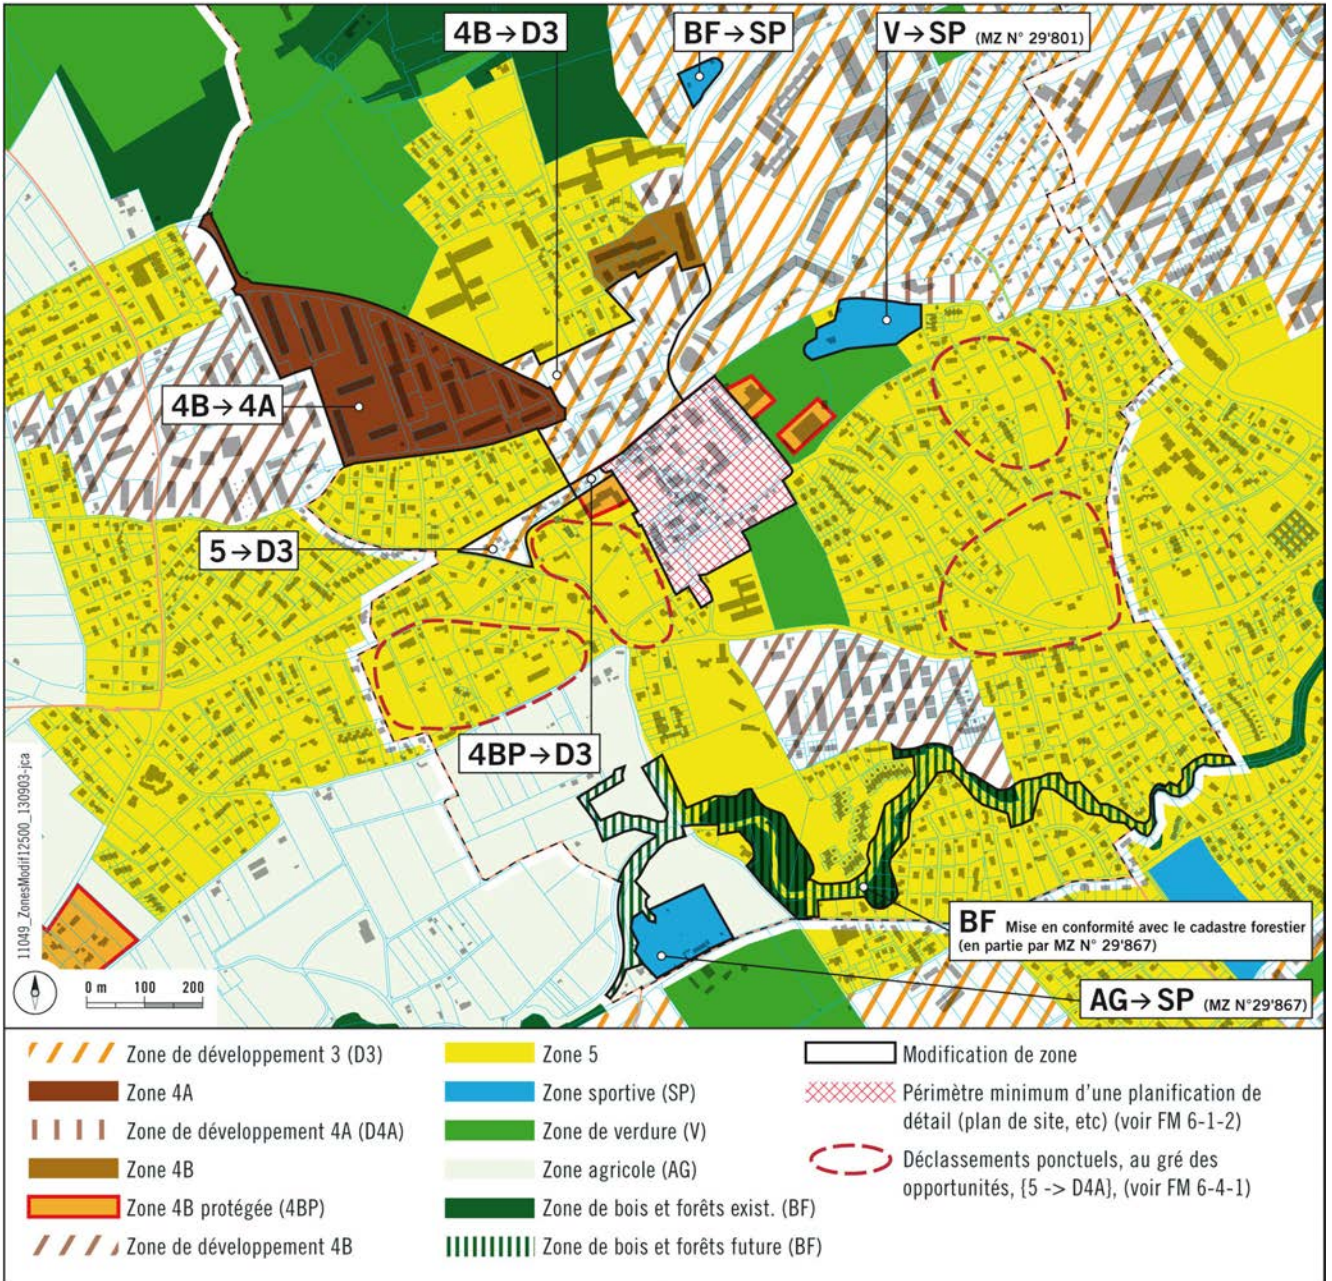 4B→D3
BF→SP
V→SP (MZ N° 29'801)
4B→4A
5→D3
4BP→D3
11049_ZonesModif12500_130903-jca
BF Mise en conformité avec le cadastre forestier
(en partie par MZ N° 29'867)
0 m 100 200
AG→SP (MZ N°29'867)
Zone de développement 3 (D3)
Zone 4A
Zone de développement 4A (D4A)
Zone 4B
Zone 4B protégée (4BP)
Zone de développement 4B
Zone 5
Zone sportive (SP)
Zone de verdure (V)
Zone agricole (AG)
Zone de bois et forêts exist. (BF)
Zone de bois et forêts future (BF)
Modification de zone
Périmètre minimum d'une planification de
détail (plan de site, etc) (voir FM 6-1-2)
Déclassements ponctuels, au gré des
opportunités, {5 -> D4A}, (voir FM 6-4-1)